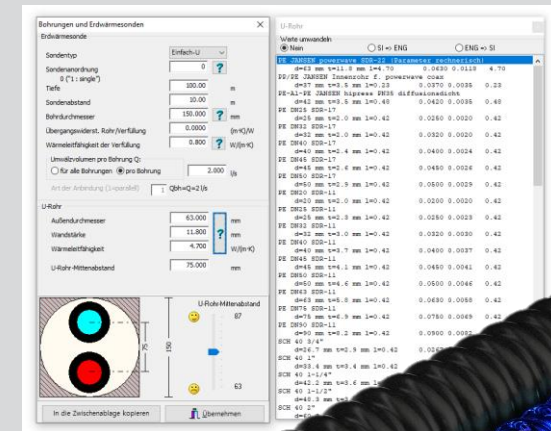 Bohrungen und Erdwärmesonden
Erdwärmesonde
Sondentyp Einfach-U
Sondenanordnung 0 ?
0 ("1 : single")
Tiefe 100.00 m
Sondenabstand 10.00 m
Bohrdurchmesser 150.000 ? mm
Übergangswiderst. Rohr/Verfüllung 0.0000 (m·K)/W
Wärmeleitfähigkeit der Verfüllung 0.800 ? W/(m·K)
Umwälzvolumen pro Bohrung Q:
für alle Bohrungen pro Bohrung 2.000 l/s
Art der Anbindung (1=parallel) 1 Qbh=Q=2 l/s
U-Rohr
Außendurchmesser 63.000 mm
Wandstärke 11.800 ? mm
Wärmeleitfähigkeit 4.700 W/(m·K)
U-Rohr-Mittenabstand 75.000 mm
U-Rohr-Mittenabstand
87
75
150
63
In die Zwischenablage kopieren Übernehmen
U-Rohr
Werte umwandeln
Nein SI => ENG ENG => SI
PE JANSEN powerwave SDR-22 (Parameter rechnerisch)
d=63 mm t=11.8 mm l=4.70 0.0630 0.0118 4.70
PP/PE JANSEN Innenrohr f. powerwave coax
d=37 mm t=3.5 mm l=0.23 0.0370 0.0035 0.23
PE-Al-PE JANSEN hipress PN35 diffusionsdicht
d=42 mm t=3.5 mm l=0.48 0.0420 0.0035 0.48
PE DN25 SDR-17
d=25 mm t=2.0 mm l=0.42 0.0250 0.0020 0.42
PE DN32 SDR-17
d=32 mm t=2.0 mm l=0.42 0.0320 0.0020 0.42
PE DN40 SDR-17
d=40 mm t=2.4 mm l=0.42 0.0400 0.0024 0.42
PE DN45 SDR-17
d=45 mm t=2.6 mm l=0.42 0.0450 0.0026 0.42
PE DN50 SDR-17
d=50 mm t=2.9 mm l=0.42 0.0500 0.0029 0.42
PE DN20 SDR-11
d=20 mm t=2.0 mm l=0.42 0.0200 0.0020 0.42
PE DN25 SDR-11
d=25 mm t=2.3 mm l=0.42 0.0250 0.0023 0.42
PE DN32 SDR-11
d=32 mm t=3.0 mm l=0.42 0.0320 0.0030 0.42
PE DN40 SDR-11
d=40 mm t=3.7 mm l=0.42 0.0400 0.0037 0.42
PE DN45 SDR-11
d=45 mm t=4.1 mm l=0.42 0.0450 0.0041 0.42
PE DN50 SDR-11
d=50 mm t=4.6 mm l=0.42 0.0500 0.0046 0.42
PE DN63 SDR-11
d=63 mm t=5.8 mm l=0.42 0.0630 0.0058 0.42
PE DN75 SDR-11
d=75 mm t=6.9 mm l=0.42 0.0750 0.0069 0.42
PE DN90 SDR-11
d=90 mm t=8.2 mm l=0.42 0.0900 0.0082
SCH 40 3/4"
d=26.7 mm t=2.9 mm l=0.42
SCH 40 1"
d=33.4 mm t=3.4 mm l=0.42
SCH 40 1-1/4"
d=42.2 mm t=3.6 mm
SCH 40 1-1/2"
d=48.3 mm
SCH 40 2"